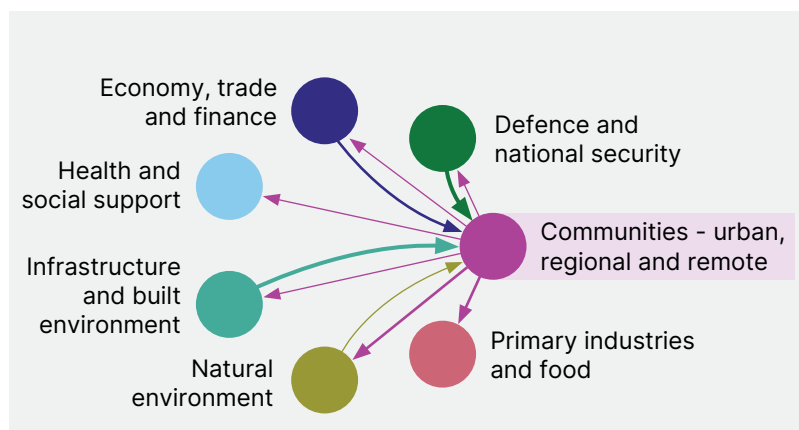 Economy, trade
and finance
Defence and
national security
Health and
social support
Communities - urban,
regional and remote
Infrastructure
and built
environment
Primary industries
and food
Natural
environment